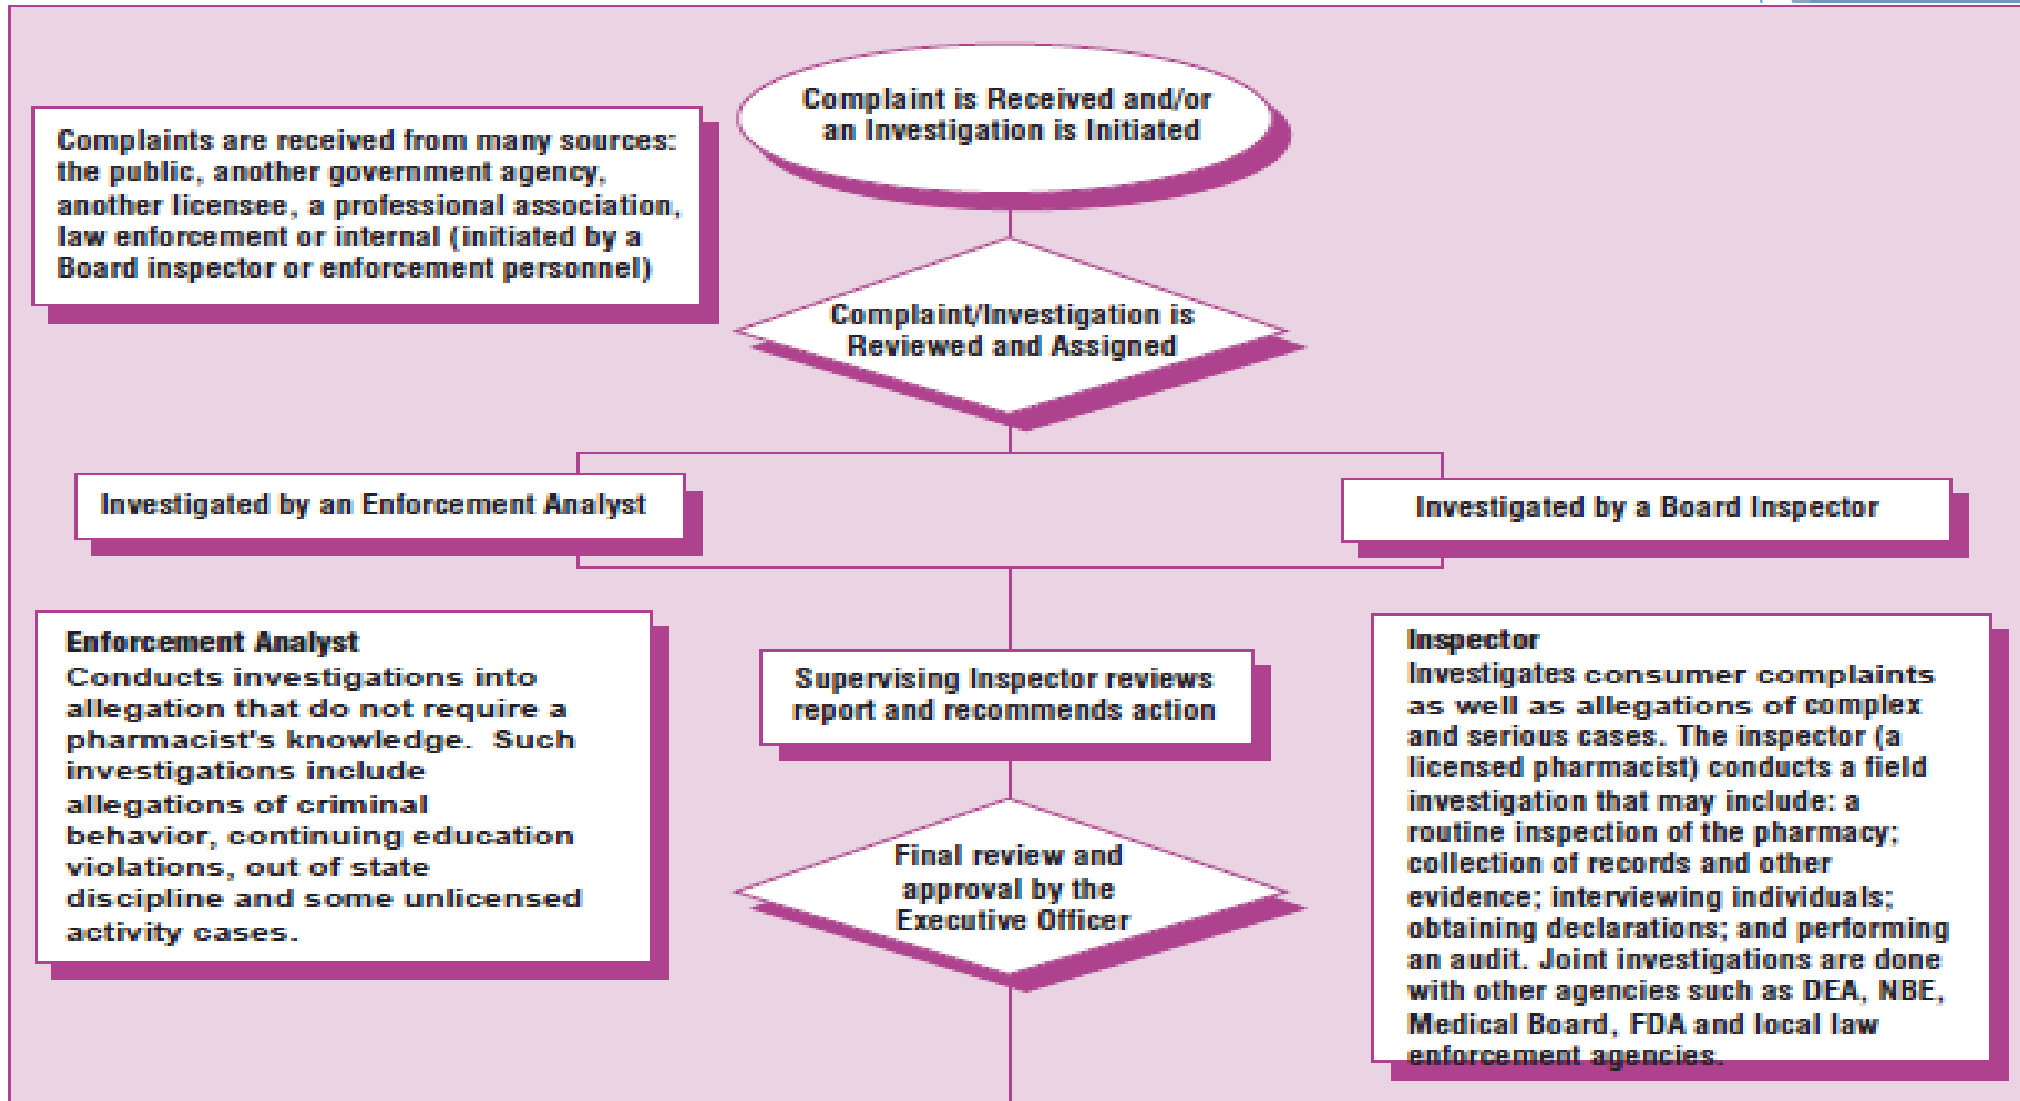 Complaint is Received and/or
an Investigation is Initiated
Complaints are received from many sources:
the public, another government agency,
another licensee, a professional association,
law enforcement or internal (initiated by a
Board inspector or enforcement personnel)
Complaint/Investigation is
Reviewed and Assigned
Investigated by an Enforcement Analyst
Investigated by a Board Inspector
Enforcement Analyst
Conducts investigations into
allegation that do not require a
pharmacist's knowledge. Such
investigations include
allegations of criminal
behavior, continuing education
violations, out of state
discipline and some unlicensed
activity cases.
Supervising Inspector reviews
report and recommends action
Final review and
approval by the
Executive Officer
Inspector
Investigates consumer complaints
as well as allegations of complex
and serious cases. The inspector (a
licensed pharmacist) conducts a field
investigation that may include: a
routine inspection of the pharmacy;
collection of records and other
evidence; interviewing individuals;
obtaining declarations; and performing
an audit. Joint investigations are done
with other agencies such as DEA, NBE,
Medical Board, FDA and local law
enforcement agencies.